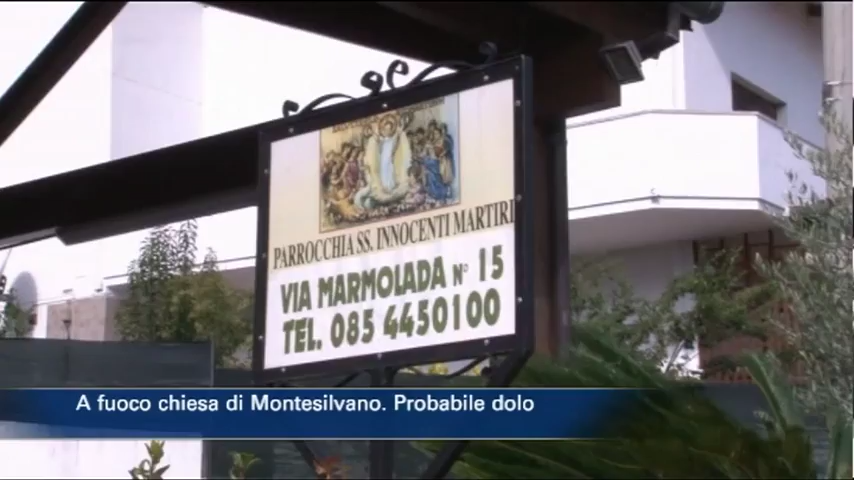 PARROCCHIA SS. INNOCENTI MARTIRI
VIA MARMOLADA N° 15
TEL. 085 4450100
A fuoco chiesa di Montesilvano. Probabile dolo